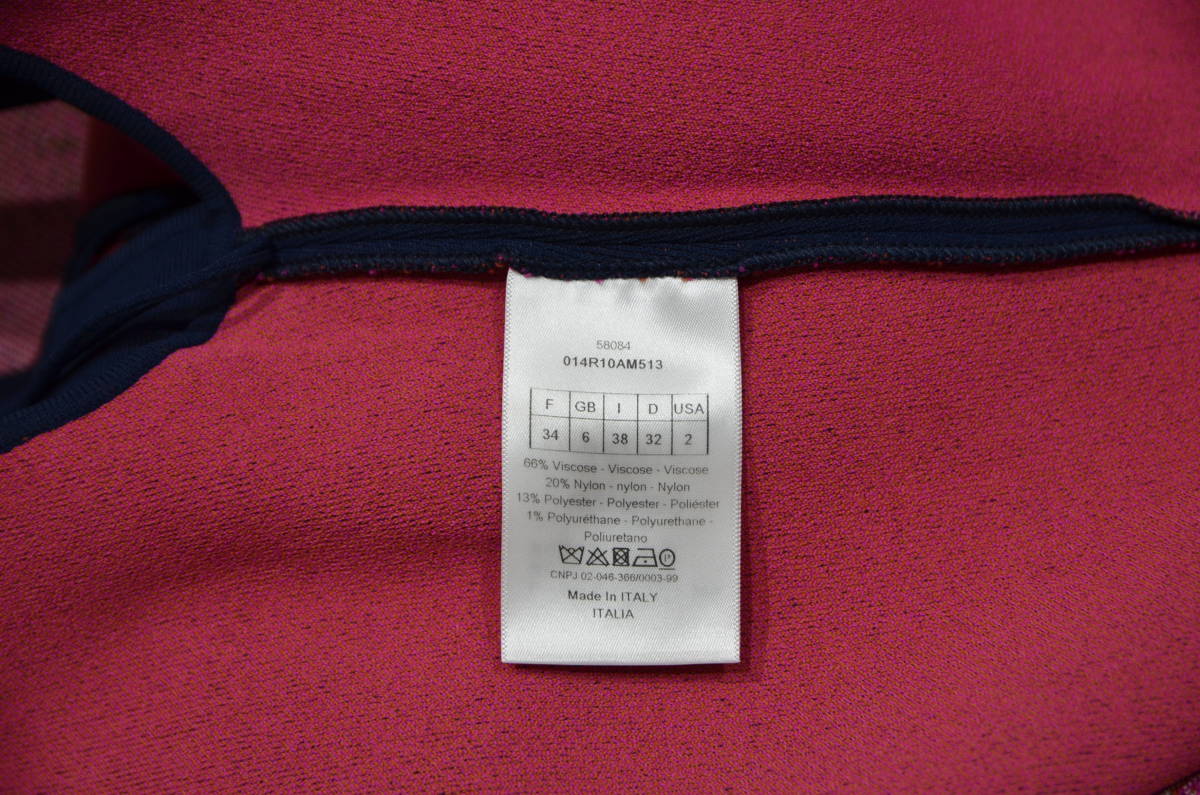 58084
014R10AM513
F GB I D USA
34 6 38 32 2
66% Viscose - Viscose - Viscose
20% Nylon - nylon - Nylon
13% Polyester - Polyester - Poliéster
1% Polyuréthane - Polyurethane -
Poliuretano
P
CNPJ 02-046-366/0003-99
Made In ITALY
ITALIA